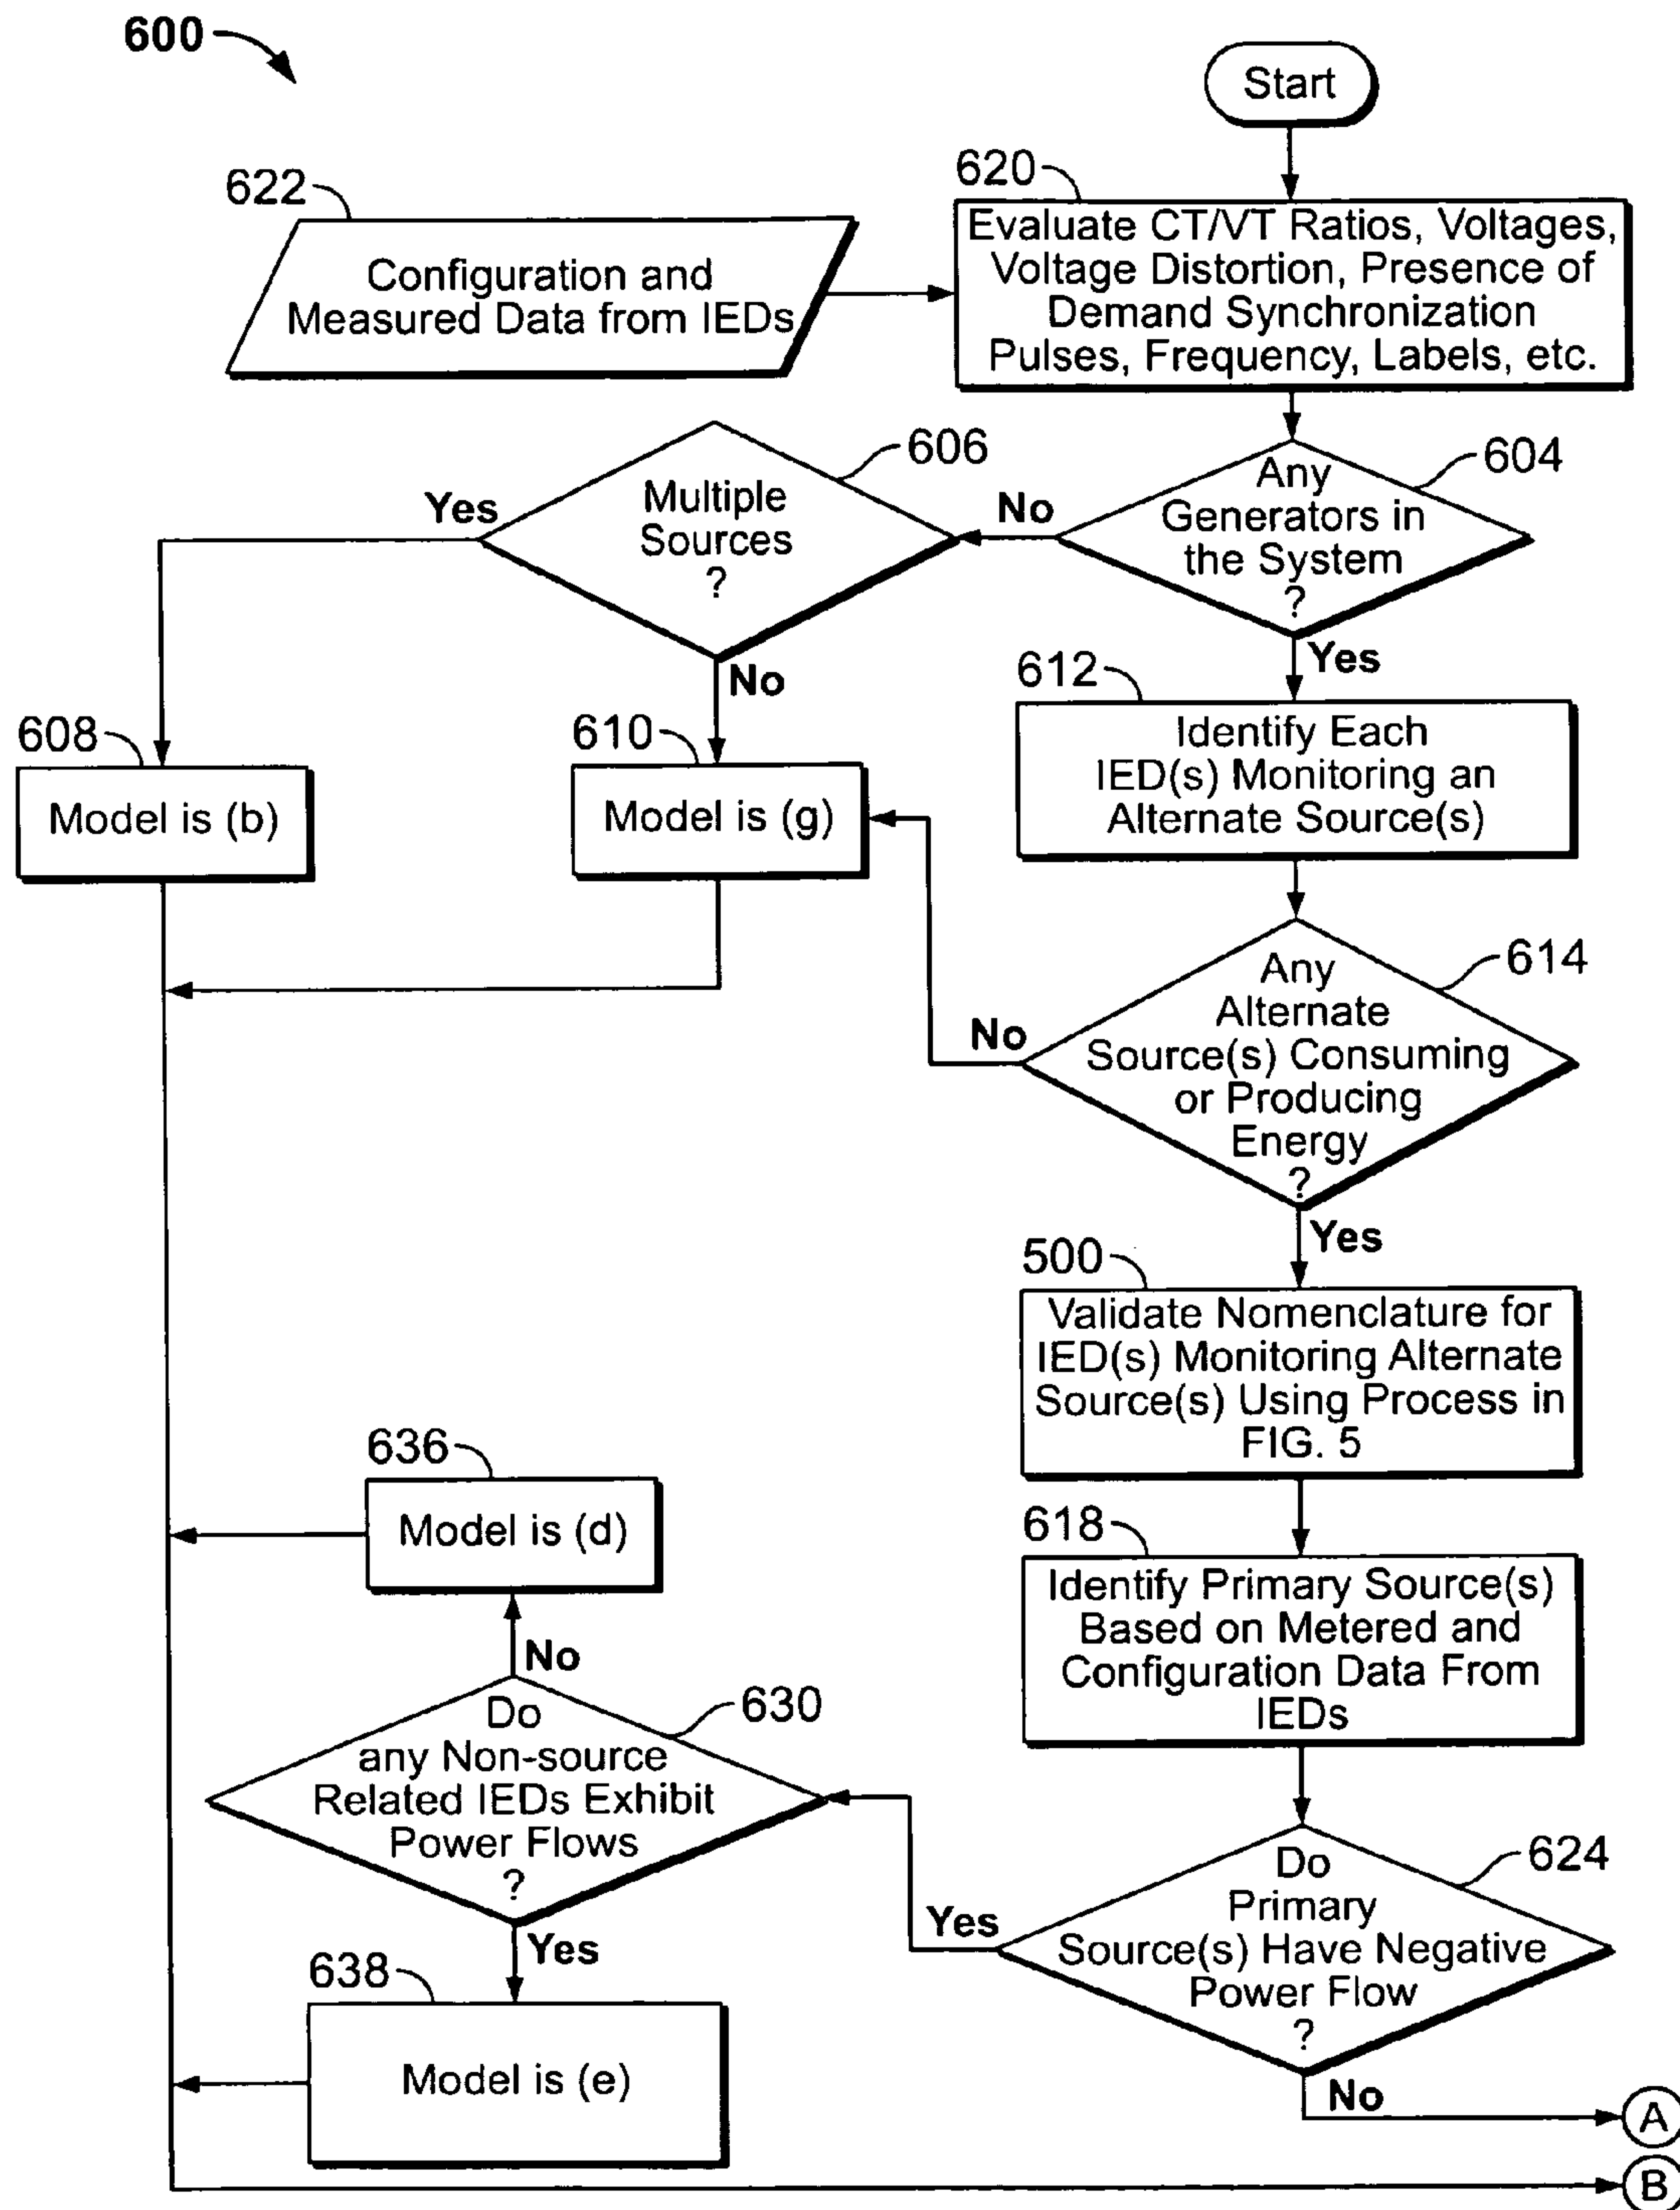 600
Start
620
622
Evaluate CT/VT Ratios, Voltages,
Voltage Distortion, Presence of
Demand Synchronization
Pulses, Frequency, Labels, etc.
Configuration and
Measured Data from IEDs
606
604
Multiple
Sources
?
Yes
No
Any
Generators in
the System
?
No
Yes
612
608
610
Identify Each
IED(s) Monitoring an
Alternate Source(s)
Model is (b)
Model is (g)
614
Any
Alternate
Source(s) Consuming
or Producing
Energy
?
No
Yes
500
Validate Nomenclature for
IED(s) Monitoring Alternate
Source(s) Using Process in
FIG. 5
636
Model is (d)
618
Identify Primary Source(s)
Based on Metered and
Configuration Data From
IEDs
No
630
Do
any Non-source
Related IEDs Exhibit
Power Flows
?
624
Do
Primary
Source(s) Have Negative
Power Flow
?
Yes
Yes
638
Model is (e)
No
A
B